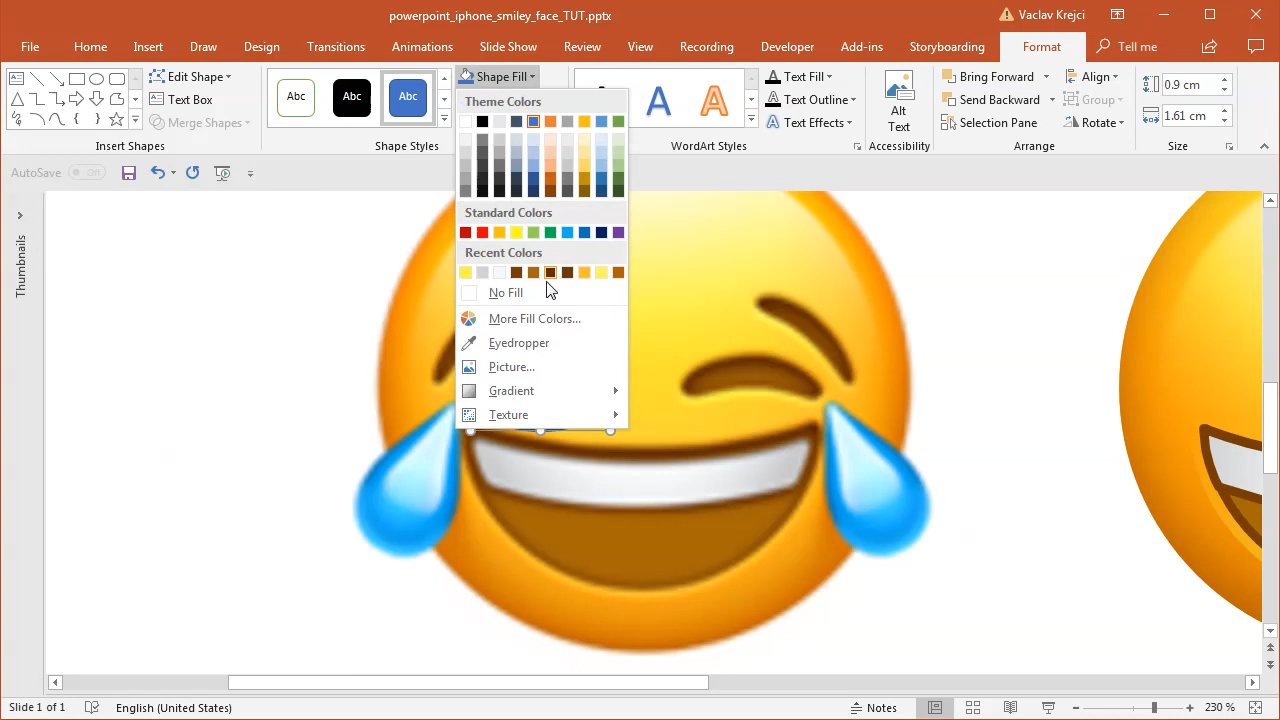 powerpoint_iphone_smiley_face_TUT.pptx
Vaclav Krejci
File Home Insert Draw Design Transitions Animations Slide Show Review View Recording Developer Add-ins Storyboarding Format Tell me
Edit Shape
Text Box
Merge Shapes
Insert Shapes
Abc Abc Abc
Shape Styles
Shape Fill
Theme Colors
Standard Colors
Recent Colors
No Fill
More Fill Colors...
Eyedropper
Picture...
Gradient
Texture
A A
Text Fill
Text Outline
Text Effects
WordArt Styles
Alt
Text
Accessibility
Bring Forward
Send Backward
Selection Pane
Align
Group
Rotate
Arrange
0.9 cm
1.61 cm
Size
AutoSave Off
Thumbnails
Slide 1 of 1
English (United States)
Notes
230 %